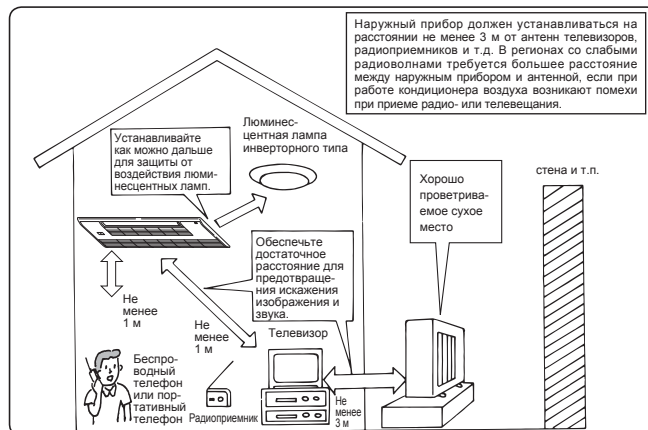 Наружный прибор должен устанавливаться на
расстоянии не менее 3 м от антенн телевизоров,
радиоприемников и т.д. В регионах со слабыми
радиоволнами требуется большее расстояние
между наружным прибором и антенной, если при
работе кондиционера воздуха возникают помехи
при приеме радио- или телевещания.
Люминес-
центная лампа
инверторного типа
Устанавливайте
как можно дальше
для защиты от
воздействия люми-
несцентных ламп.
Хорошо
проветрива-
емое сухое
место
стена и т.п.
Обеспечьте
достаточное
расстояние для
предотвраще-
ния искажения
изображения и
звука.
Не
менее
1 м
Не
менее
1 м
Телевизор
Беспро-
водный
телефон
или пор-
тативный
телефон
Радиоприемник
Не
менее
3 м